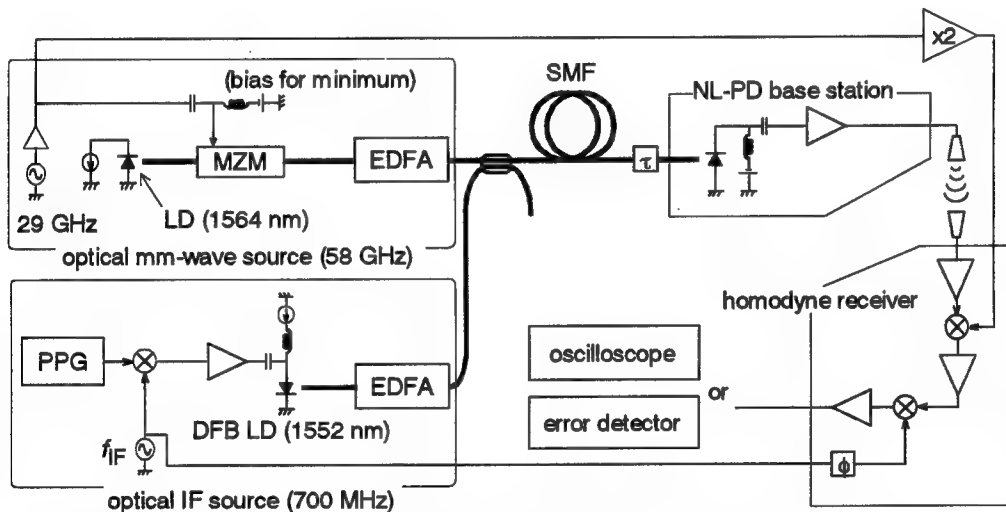 x2
(bias for minimum)
SMF
NL-PD base station
MZM
EDFA
τ
29 GHz
LD (1564 nm)
optical mm-wave source (58 GHz)
homodyne receiver
PPG
oscilloscope
EDFA
or
error detector
DFB LD (1552 nm)
fIF
ϕ
optical IF source (700 MHz)